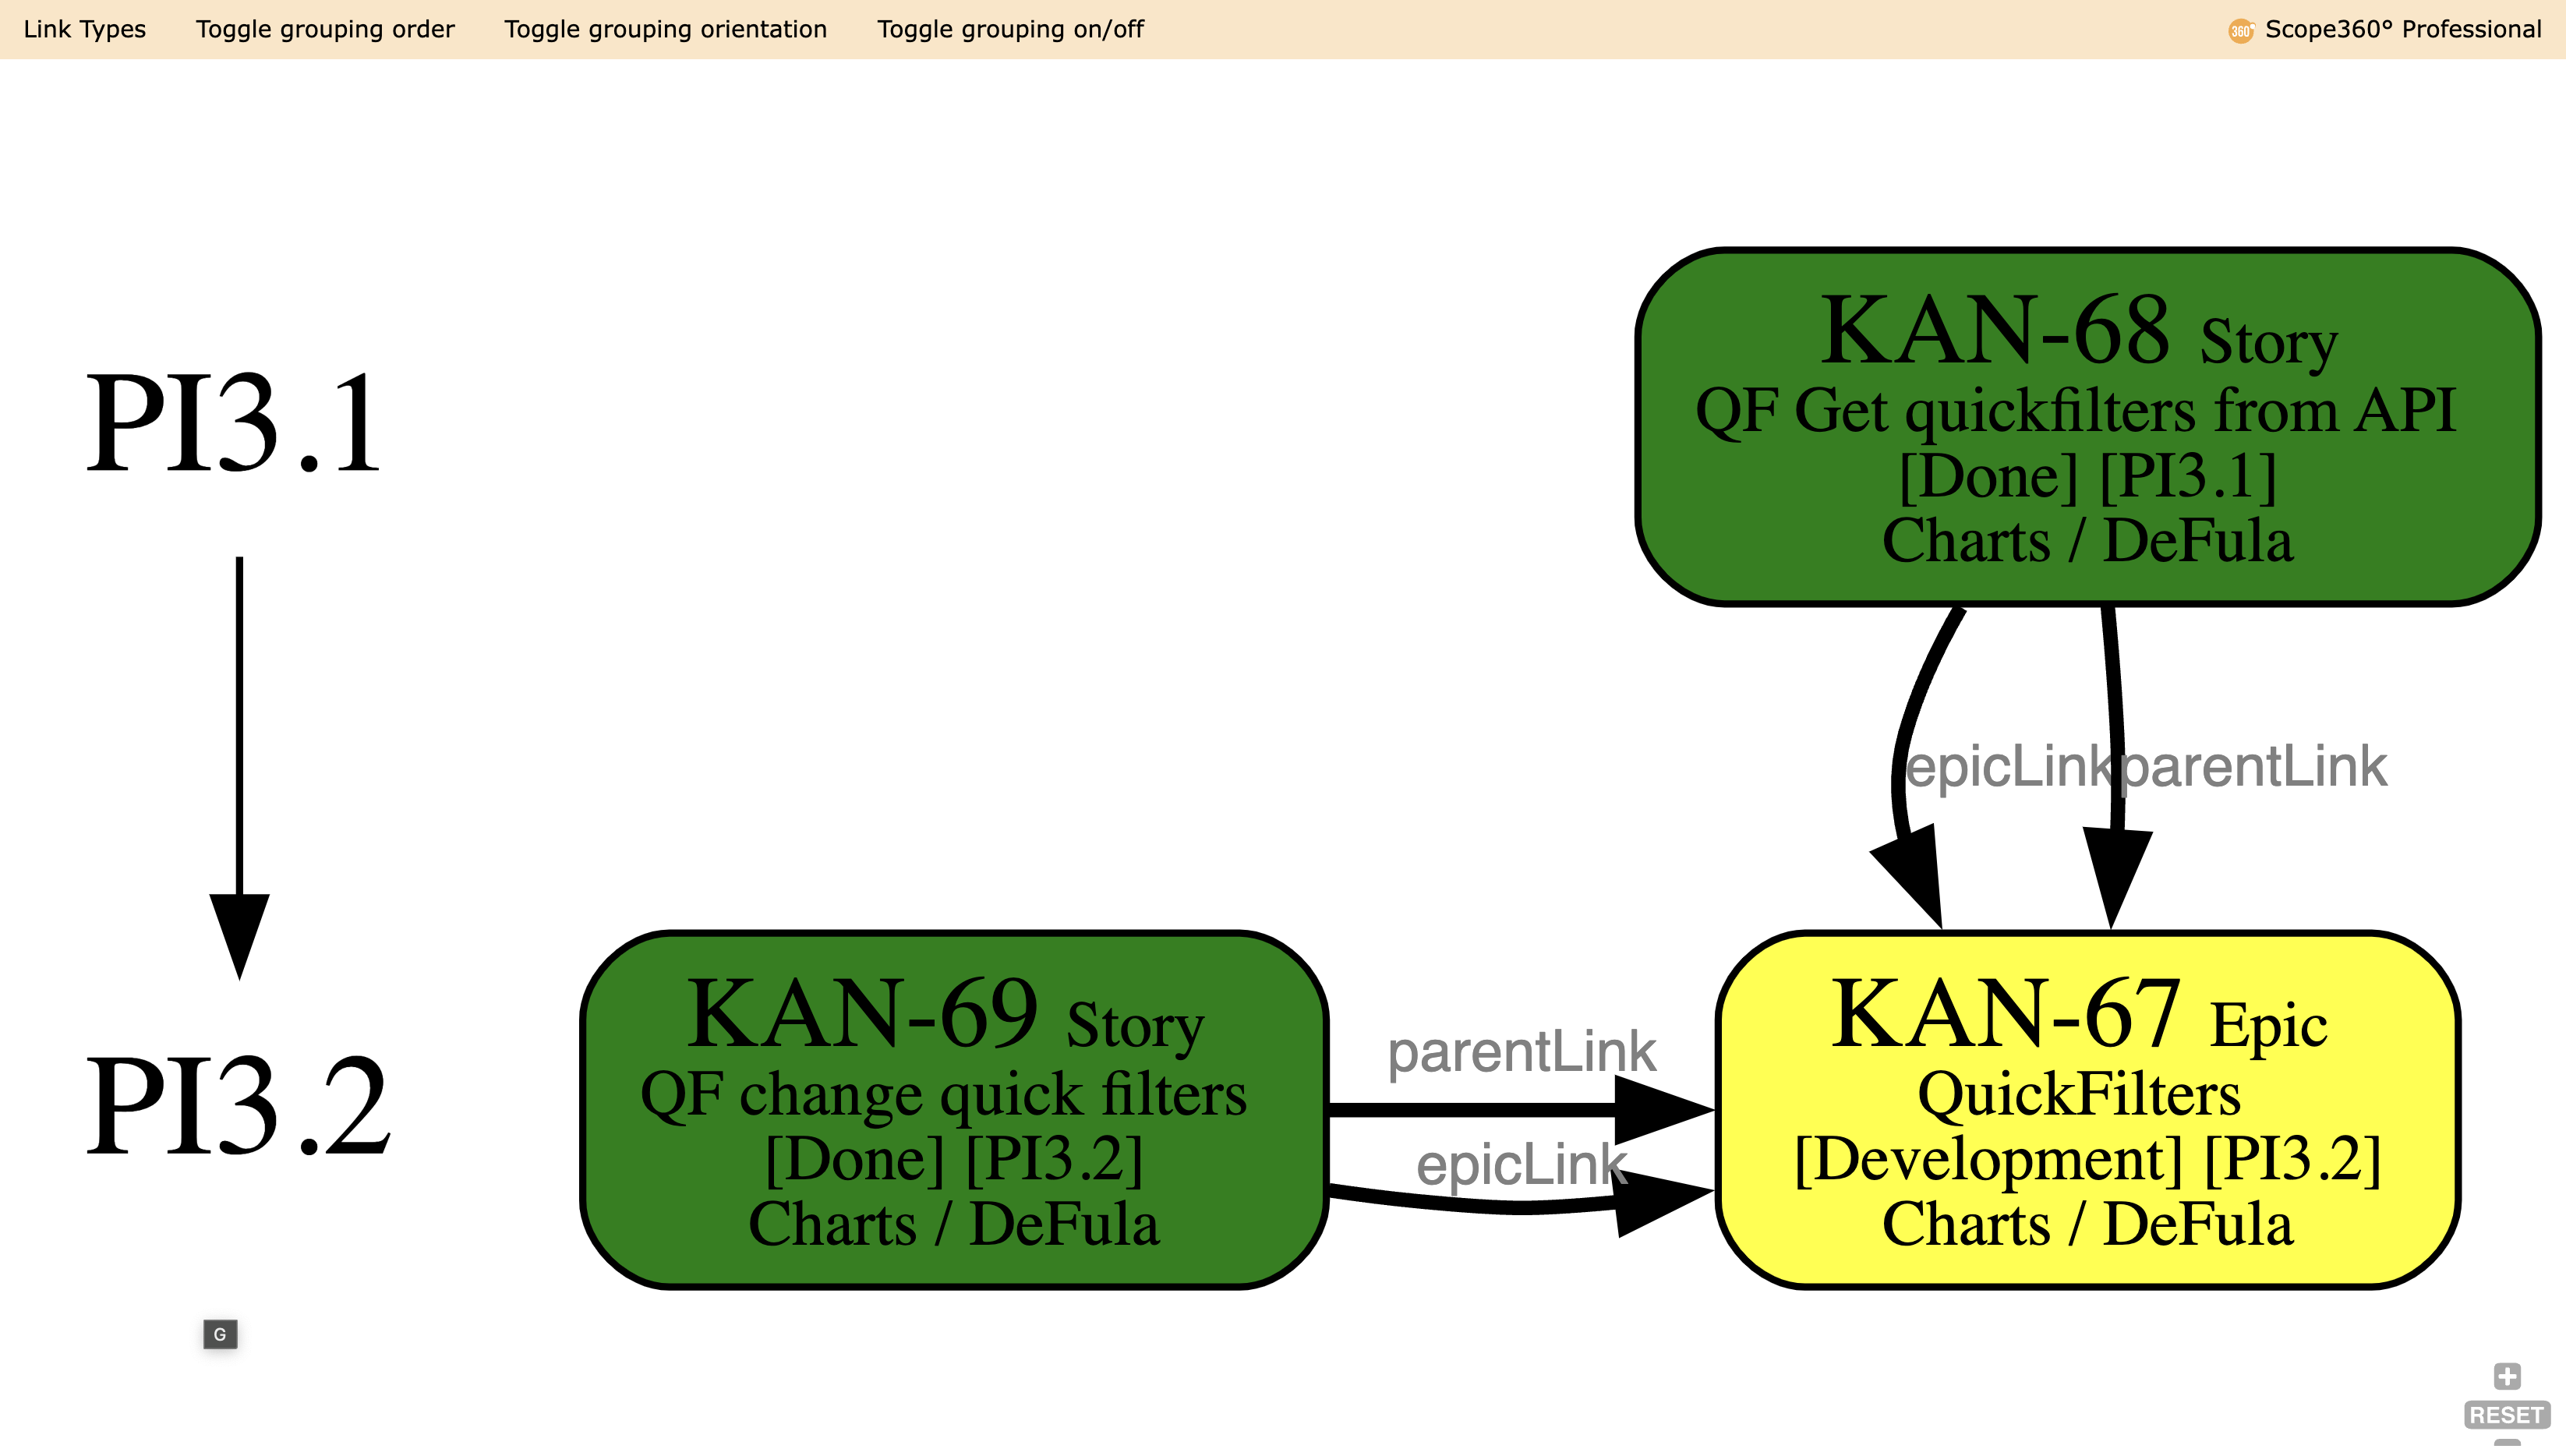 Link Types Toggle grouping order Toggle grouping orientation Toggle grouping on/off 360° Scope360° Professional
PI3.1
KAN-68 Story
QF Get quickfilters from API
[Done] [PI3.1]
Charts / DeFula
epicLink parentLink
PI3.2
KAN-69 Story
QF change quick filters
[Done] [PI3.2]
Charts / DeFula
parentLink
epicLink
KAN-67 Epic
QuickFilters
[Development] [PI3.2]
Charts / DeFula
G
RESET